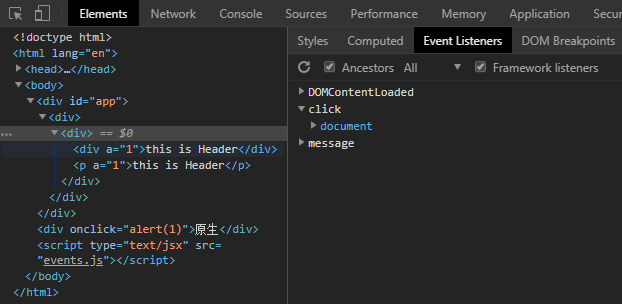 Elements Network Console Sources Performance Memory Application Secur
<!doctype html>
<html lang="en">
<head>…</head>
<body>
<div id="app">
<div>
… <div> == $0
<div a="1">this is Header</div>
<p a="1">this is Header</p>
</div>
</div>
</div>
<div onclick="alert(1)">原生</div>
<script type="text/jsx" src=
"events.js"></script>
</body>
</html>
Styles Computed Event Listeners DOM Breakpoints
Ancestors All Framework listeners
DOMContentLoaded
click
document
message